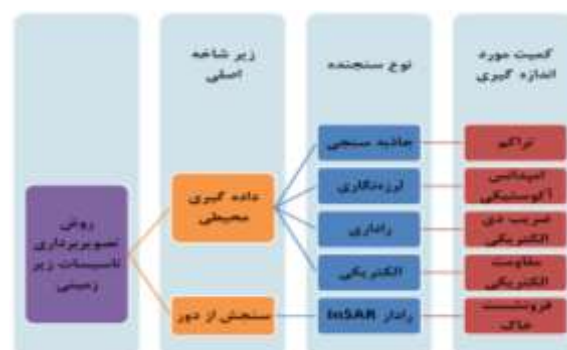 کمیت مورد
اندازه گیری
نوع سنجنده
زیر شاخه
اصلی
جاذبه سنجی
تراکم
لرزه‌نگاری
امپدانس
آکوستیکی
داده گیری
محیطی
راداری
ضریب دی
الکتریکی
روش
تصویربرداری
تاسیسات زیر
زمینی
الکتریکی
مقاومت
الکتریکی
سنجش از دور
رادار InSAR
فرونشست
خاک